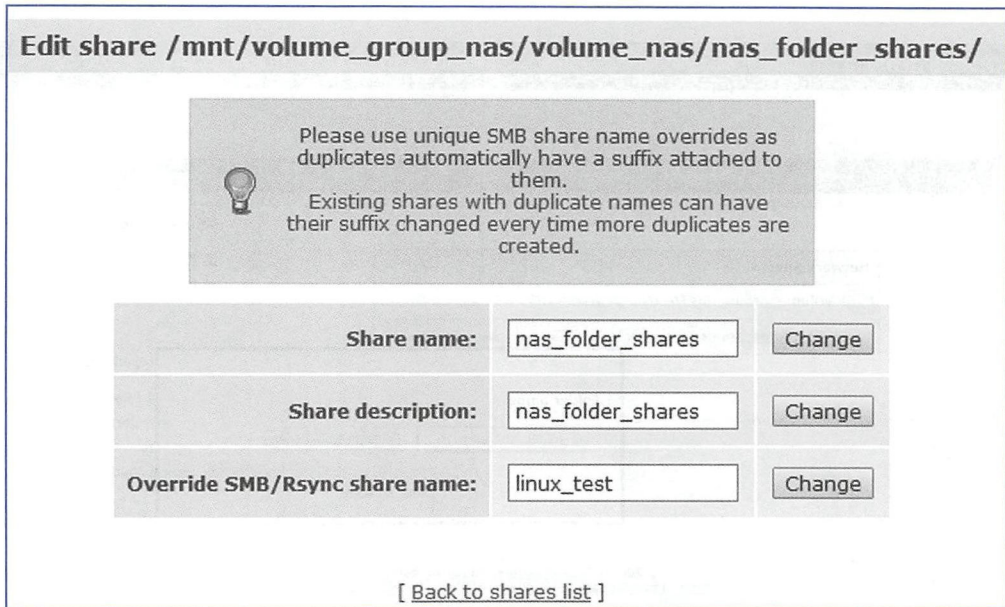 Edit share /mnt/volume_group_nas/volume_nas/nas_folder_shares/
Please use unique SMB share name overrides as
duplicates automatically have a suffix attached to
them.
Existing shares with duplicate names can have
their suffix changed every time more duplicates are
created.
Share name: nas_folder_shares Change
Share description: nas_folder_shares Change
Override SMB/Rsync share name: linux_test Change
[ Back to shares list ]